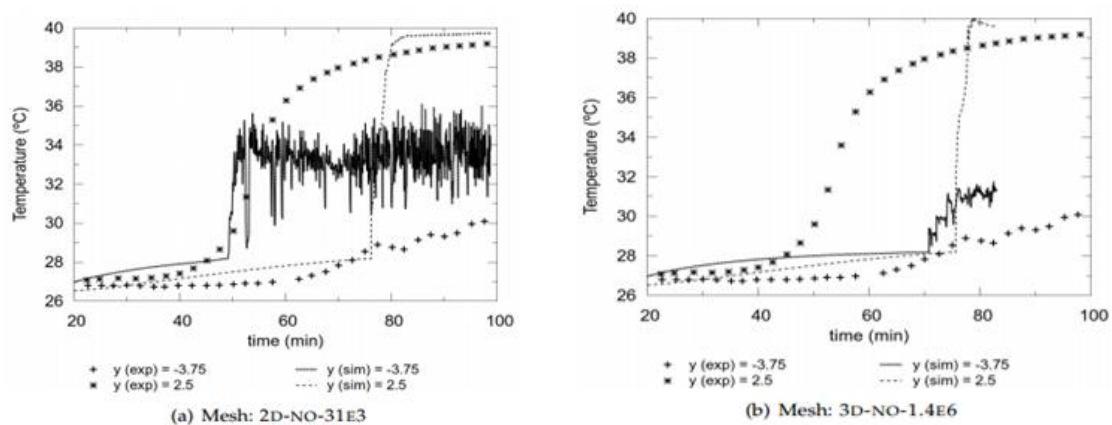 40
38
36
34
32
30
28
26
Temperature (ºC)
20 40 60 80 100
time (min)
y (exp) = -3.75 y (sim) = -3.75
y (exp) = 2.5 y (sim) = 2.5
(a) Mesh: 2D-NO-31E3
40
38
36
34
32
30
28
26
Temperature (ºC)
20 40 60 80 100
time (min)
y (exp) = -3.75 y (sim) = -3.75
y (exp) = 2.5 y (sim) = 2.5
(b) Mesh: 3D-NO-1.4E6